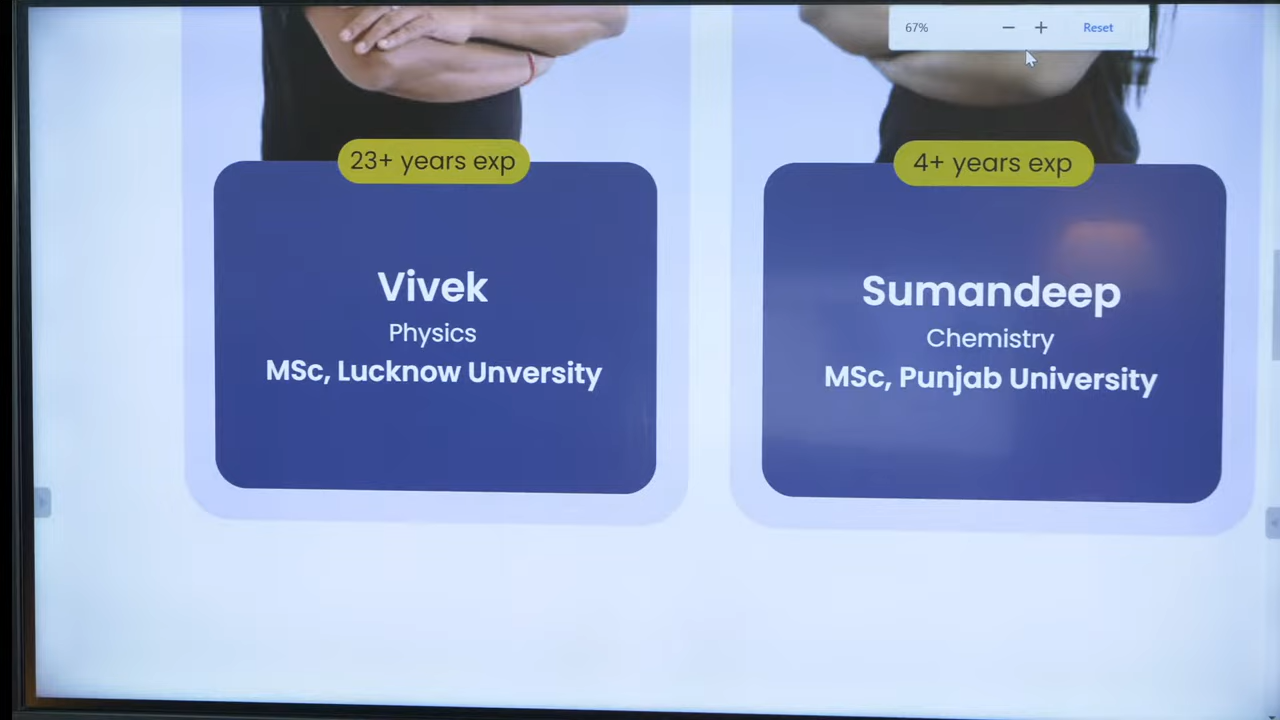 67% − + Reset
23+ years exp
Vivek
Physics
MSc, Lucknow Unversity
4+ years exp
Sumandeep
Chemistry
MSc, Punjab University